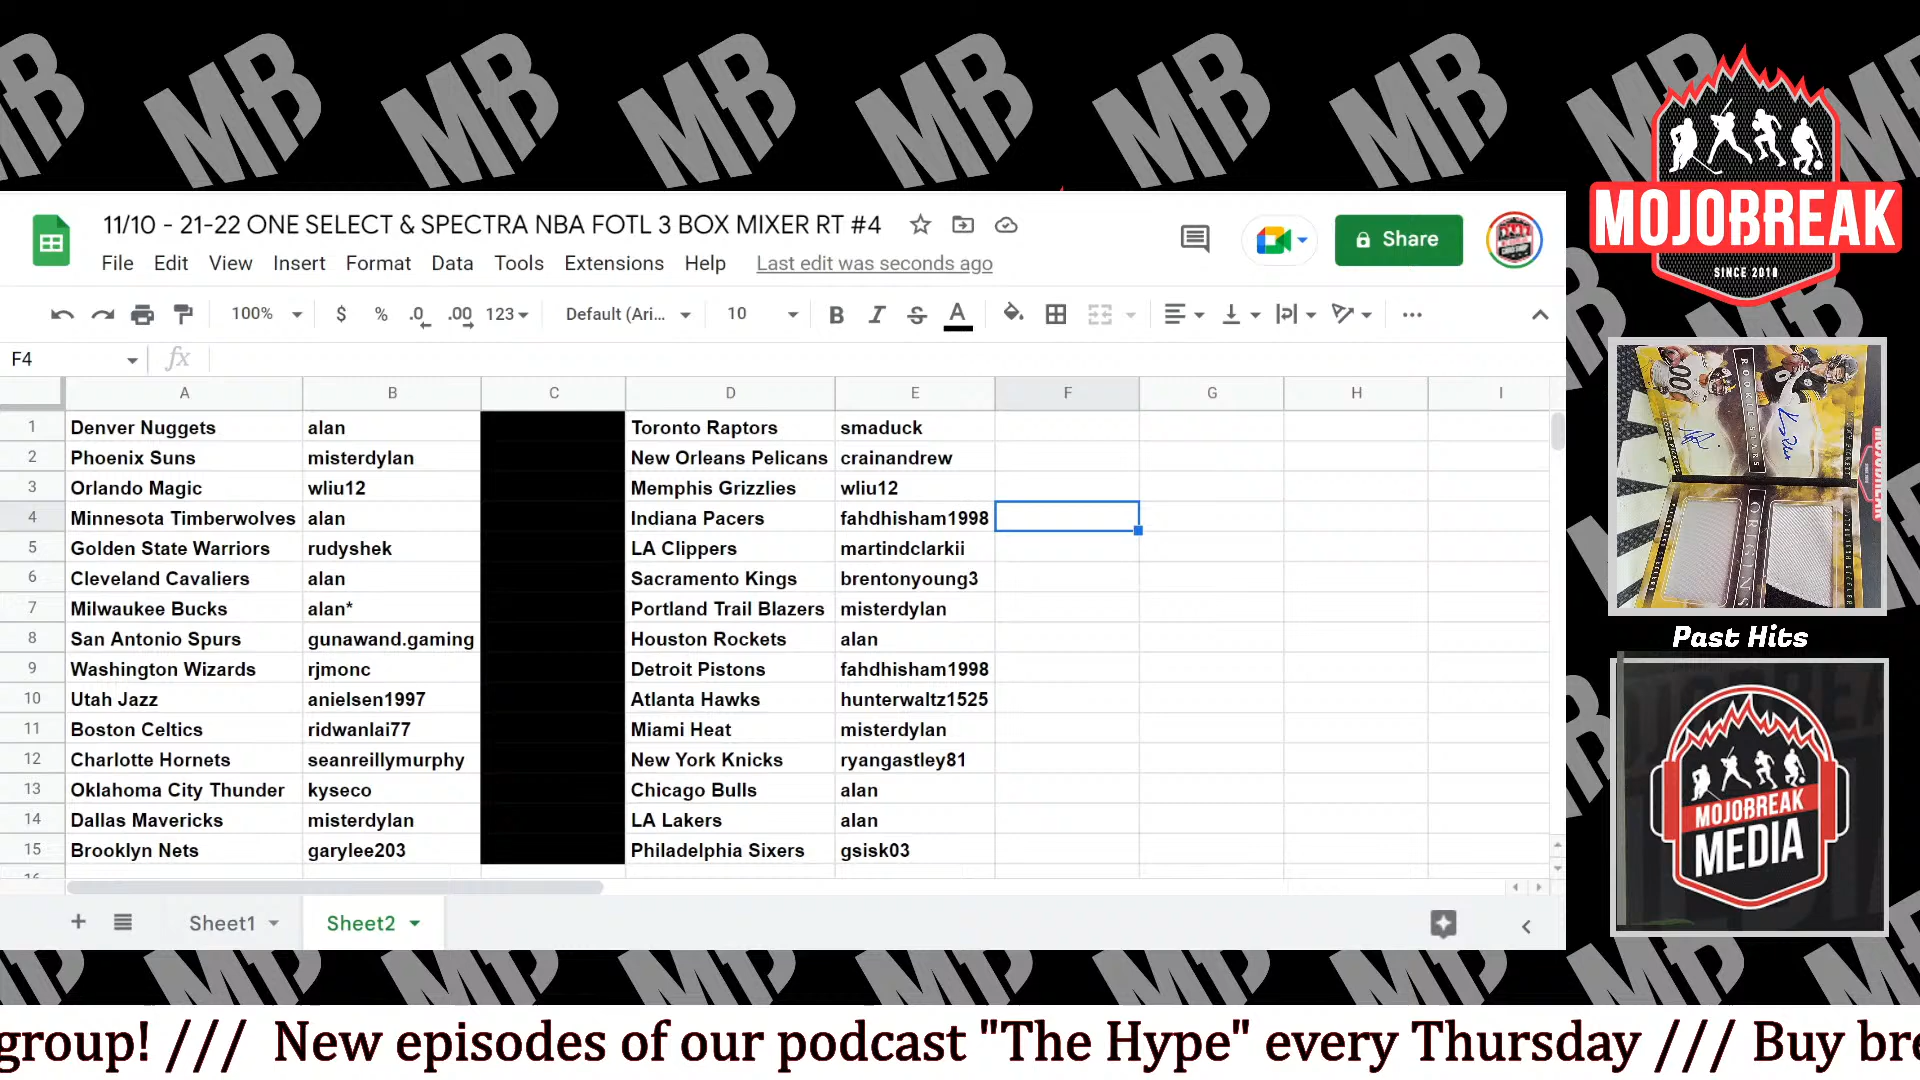 MOJOBREAK
SINCE 2010
11/10 - 21-22 ONE SELECT & SPECTRA NBA FOTL 3 BOX MIXER RT #4
Share
File Edit View Insert Format Data Tools Extensions Help Last edit was seconds ago
100% $ % .0 .00 123 Default (Ari... 10 B I S A
F4 fx
A B C D E F G H I
1 Denver Nuggets alan Toronto Raptors smaduck
2 Phoenix Suns misterdylan New Orleans Pelicans crainandrew
3 Orlando Magic wliu12 Memphis Grizzlies wliu12
4 Minnesota Timberwolves alan Indiana Pacers fahdhisham1998
5 Golden State Warriors rudyshek LA Clippers martindclarkii
6 Cleveland Cavaliers alan Sacramento Kings brentonyoung3
7 Milwaukee Bucks alan* Portland Trail Blazers misterdylan
8 San Antonio Spurs gunawand.gaming Houston Rockets alan
9 Washington Wizards rjmonc Detroit Pistons fahdhisham1998
10 Utah Jazz anielsen1997 Atlanta Hawks hunterwaltz1525
11 Boston Celtics ridwanlai77 Miami Heat misterdylan
12 Charlotte Hornets seanreillymurphy New York Knicks ryangastley81
13 Oklahoma City Thunder kyseco Chicago Bulls alan
14 Dallas Mavericks misterdylan LA Lakers alan
15 Brooklyn Nets garylee203 Philadelphia Sixers gsisk03
Sheet1 Sheet2
ROOKIE STARS
ORIGINS
Past Hits
MOJOBREAK
MEDIA
group! /// New episodes of our podcast "The Hype" every Thursday /// Buy bre